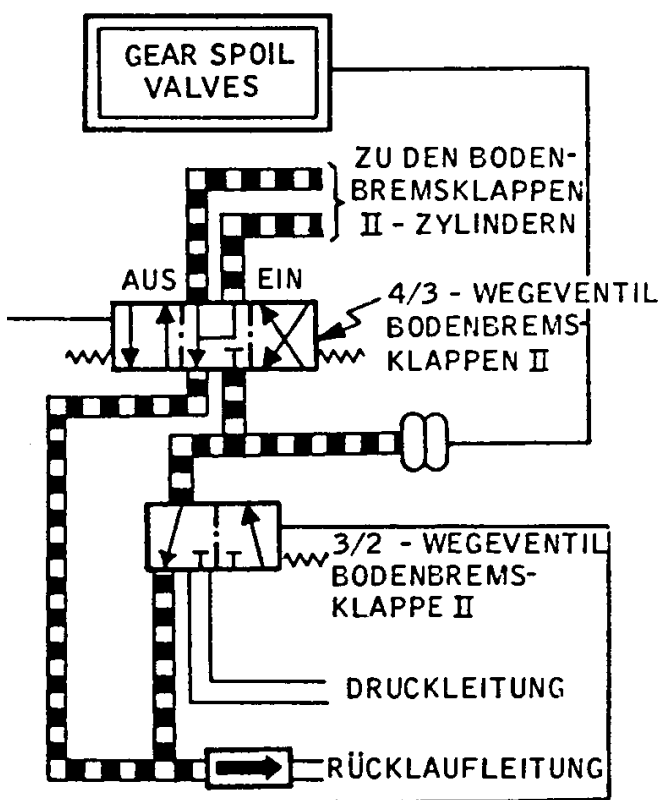 GEAR SPOIL
VALVES
ZU DEN BODEN-
BREMSKLAPPEN
II - ZYLINDERN
AUS
EIN
4/3 - WEGEVENTIL
BODENBREMS-
KLAPPEN II
3/2 - WEGEVENTIL
BODENBREMS-
KLAPPE II
DRUCKLEITUNG
RÜCKLAUFLEITUNG